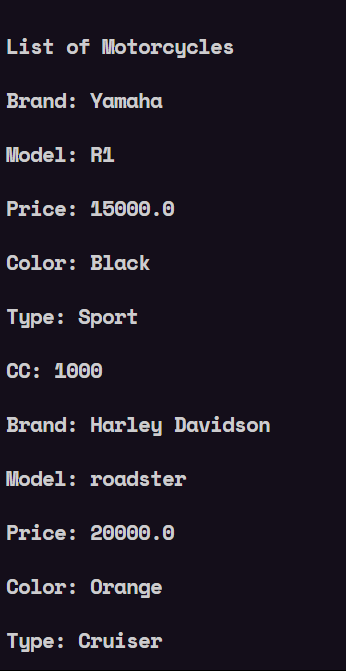 List of Motorcycles
Brand: Yamaha
Model: R1
Price: 15000.0
Color: Black
Type: Sport
CC: 1000
Brand: Harley Davidson
Model: roadster
Price: 20000.0
Color: Orange
Type: Cruiser